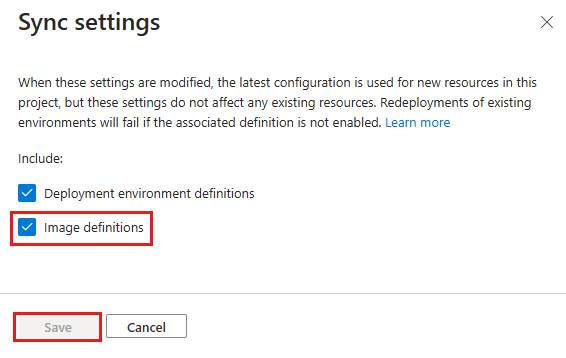 Sync settings
When these settings are modified, the latest configuration is used for new resources in this
project, but these settings do not affect any existing resources. Redeployments of existing
environments will fail if the associated definition is not enabled. Learn more
Include:
Deployment environment definitions
Image definitions
Save Cancel